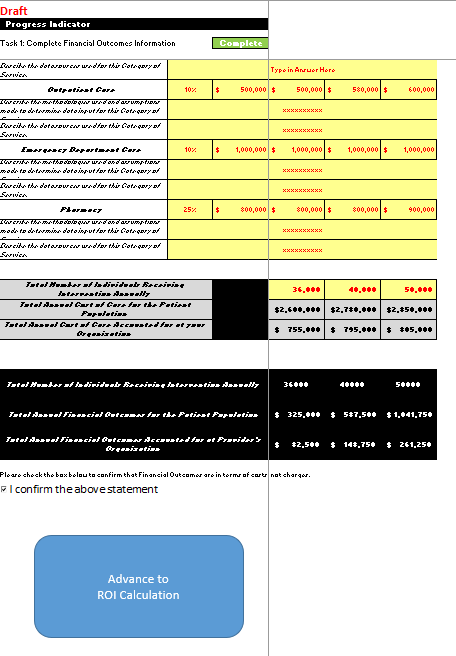 Draft
Progress Indicator
Task 1: Complete Financial Outcomes Information Complete
Describe the data sources used for this Category of
Service.
Type in Answer Here
Outpatient Care 10% $ 500,000 $ 500,000 $ 580,000 $ 600,000
Describe the methodologies used and assumptions
made to determine data input for this Category of
xxxxxxxxxx
Describe the data sources used for this Category of
Service.
xxxxxxxxxx
Emergency Department Care 10% $ 1,000,000 $ 1,000,000 $ 1,000,000 $ 1,000,000
Describe the methodologies used and assumptions
made to determine data input for this Category of
xxxxxxxxxx
Describe the data sources used for this Category of
Service.
xxxxxxxxxx
Pharmacy 25% $ 800,000 $ 800,000 $ 800,000 $ 900,000
Describe the methodologies used and assumptions
made to determine data input for this Category of
xxxxxxxxxx
Describe the data sources used for this Category of
Service.
xxxxxxxxxx
Total Number of Individuals Receiving
Intervention Annually
36,000 40,000 50,000
Total Annual Cost of Care for the Patient
Population
$2,600,000 $2,780,000 $2,850,000
Total Annual Cost of Care Accounted for at your
Organization
$ 755,000 $ 795,000 $ 805,000
Total Number of Individuals Receiving Intervention Annually 36000 40000 50000
Total Annual Financial Outcomes for the Patient Population $ 325,000 $ 587,500 $ 1,041,750
Total Annual Financial Outcomes Accounted for at Provider's
Organization
$ 82,500 $ 148,750 $ 261,250
Please check the box below to confirm that Financial Outcomes are in terms of costs not charges.
I confirm the above statement
Advance to
ROI Calculation